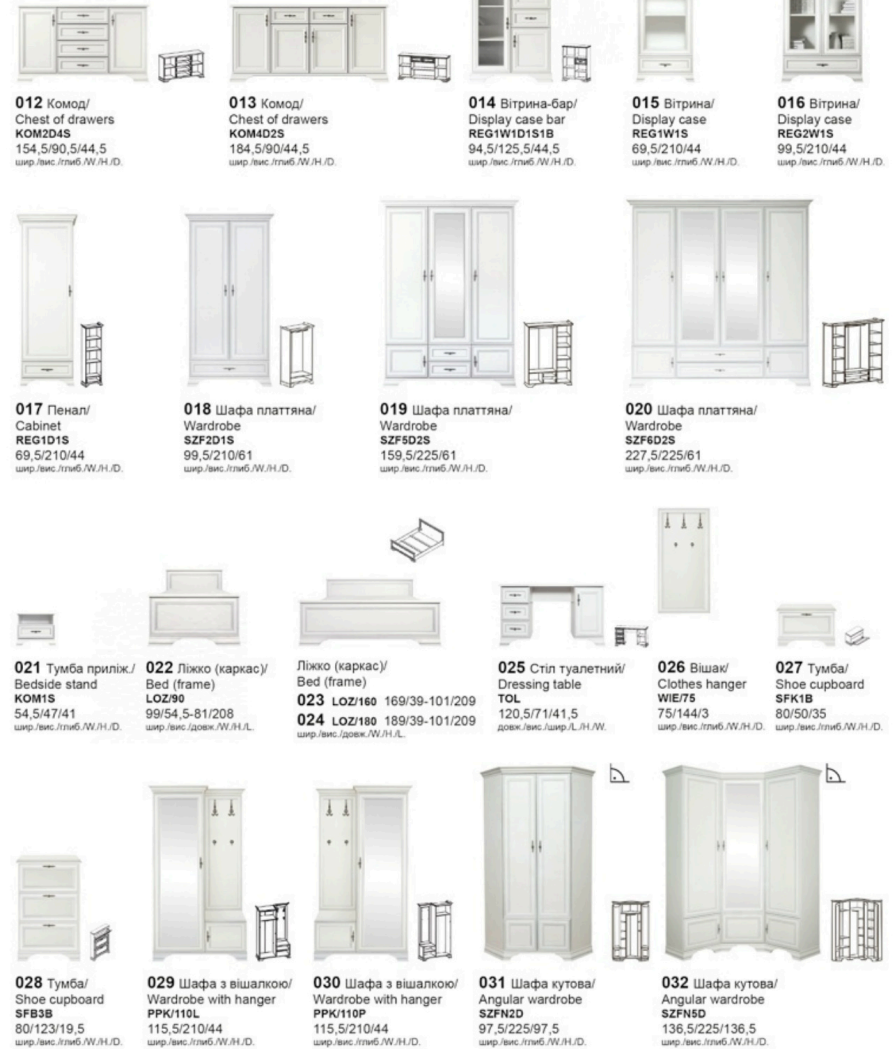 012 Комод/
Chest of drawers
KOM2D4S
154,5/90,5/44,5
шир./вис./глиб./W./H./D.
013 Комод/
Chest of drawers
KOM4D2S
184,5/90/44,5
шир./вис./глиб./W./H./D.
014 Вітрина-бар/
Display case bar
REG1W1D1S1B
94,5/125,5/44,5
шир./вис./глиб./W./H./D.
015 Вітрина/
Display case
REG1W1S
69,5/210/44
шир./вис./глиб./W./H./D.
016 Вітрина/
Display case
REG2W1S
99,5/210/44
шир./вис./глиб./W./H./D.
017 Пенал/
Cabinet
REG1D1S
69,5/210/44
шир./вис./глиб./W./H./D.
018 Шафа платтяна/
Wardrobe
SZF2D1S
99,5/210/61
шир./вис./глиб./W./H./D.
019 Шафа платтяна/
Wardrobe
SZF5D2S
159,5/225/61
шир./вис./глиб./W./H./D.
020 Шафа платтяна/
Wardrobe
SZF6D2S
227,5/225/61
шир./вис./глиб./W./H./D.
021 Тумба приліж./
Bedside stand
KOM1S
54,5/47/41
шир./вис./глиб./W./H./D.
022 Ліжко (каркас)/
Bed (frame)
LOZ/90
99/54,5-81/208
шир./вис./довж./W./H./L.
Ліжко (каркас)/
Bed (frame)
023 LOZ/160 169/39-101/209
024 LOZ/180 189/39-101/209
шир./вис./довж./W./H./L.
025 Стіл туалетний/
Dressing table
TOL
120,5/71/41,5
довж./вис./шир./L./H./W.
026 Вішак/
Clothes hanger
WIE/75
75/144/3
шир./вис./глиб./W./H./D.
027 Тумба/
Shoe cupboard
SFK1B
80/50/35
шир./вис./глиб./W./H./D.
028 Тумба/
Shoe cupboard
SFB3B
80/123/19,5
шир./вис./глиб./W./H./D.
029 Шафа з вішалкою/
Wardrobe with hanger
PPK/110L
115,5/210/44
шир./вис./глиб./W./H./D.
030 Шафа з вішалкою/
Wardrobe with hanger
PPK/110P
115,5/210/44
шир./вис./глиб./W./H./D.
031 Шафа кутова/
Angular wardrobe
SZFN2D
97,5/225/97,5
шир./вис./глиб./W./H./D.
032 Шафа кутова/
Angular wardrobe
SZFN5D
136,5/225/136,5
шир./вис./глиб./W./H./D.